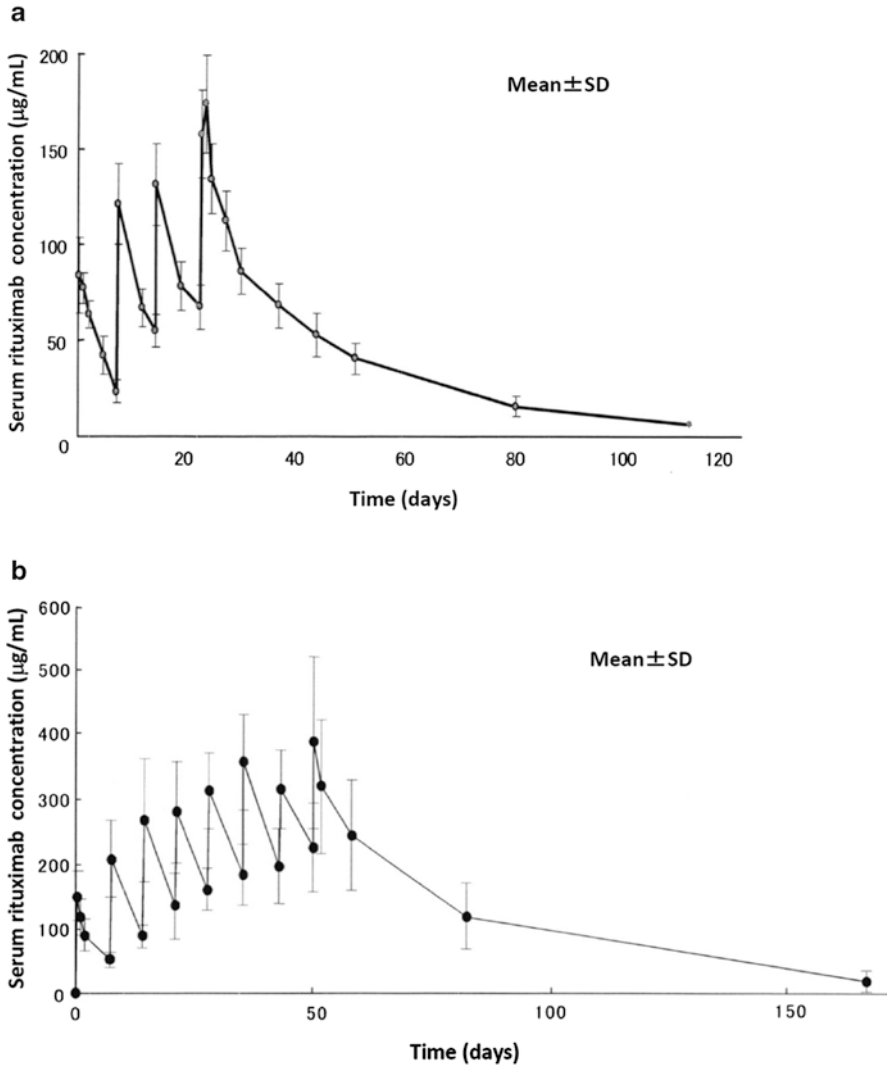 a
Serum rituximab concentration (μg/mL)
200
150
100
50
0
Mean±SD
20 40 60 80 100 120
Time (days)
b
Serum rituximab concentration (μg/mL)
600
500
400
300
200
100
0
Mean±SD
0 50 100 150
Time (days)